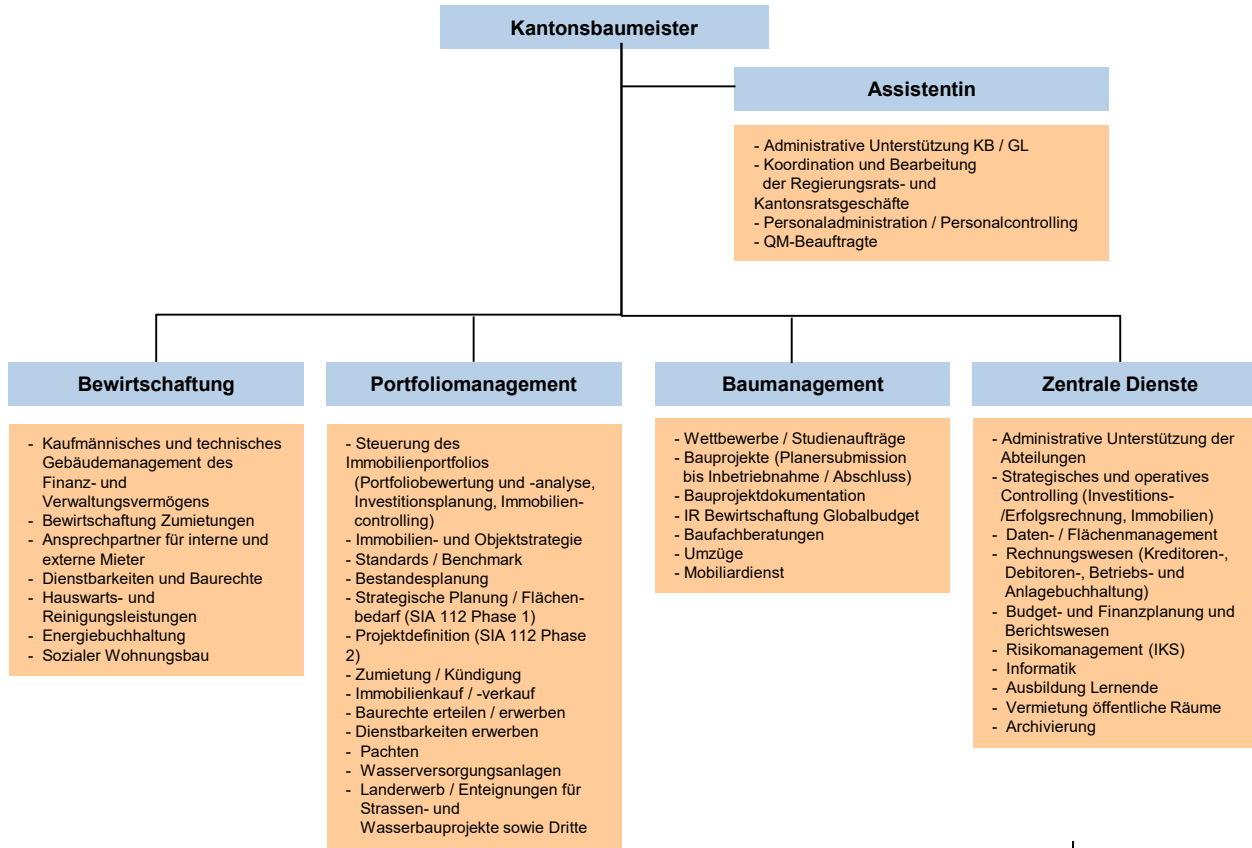 Kantonsbaumeister
Assistentin
- Administrative Unterstützung KB / GL
- Koordination und Bearbeitung
der Regierungsrats- und
Kantonsratsgeschäfte
- Personaladministration / Personalcontrolling
- QM-Beauftragte
Bewirtschaftung
- Kaufmännisches und technisches
Gebäudemanagement des
Finanz- und
Verwaltungsvermögens
- Bewirtschaftung Zumietungen
- Ansprechpartner für interne und
externe Mieter
- Dienstbarkeiten und Baurechte
- Hauswarts- und
Reinigungsleistungen
- Energiebuchhaltung
- Sozialer Wohnungsbau
Portfoliomanagement
- Steuerung des
Immobilienportfolios
(Portfoliobewertung und -analyse,
Investitionsplanung, Immobilien-
controlling)
- Immobilien- und Objektstrategie
- Standards / Benchmark
- Bestandesplanung
- Strategische Planung / Flächen-
bedarf (SIA 112 Phase 1)
- Projektdefinition (SIA 112 Phase
2)
- Zumietung / Kündigung
- Immobilienkauf / -verkauf
- Baurechte erteilen / erwerben
- Dienstbarkeiten erwerben
- Pachten
- Wasserversorgungsanlagen
- Landerwerb / Enteignungen für
Strassen- und
Wasserbauprojekte sowie Dritte
Baumanagement
- Wettbewerbe / Studienaufträge
- Bauprojekte (Planersubmission
bis Inbetriebnahme / Abschluss)
- Bauprojektdokumentation
- IR Bewirtschaftung Globalbudget
- Baufachberatungen
- Umzüge
- Mobiliardienst
Zentrale Dienste
- Administrative Unterstützung der
Abteilungen
- Strategisches und operatives
Controlling (Investitions-
/Erfolgsrechnung, Immobilien)
- Daten- / Flächenmanagement
- Rechnungswesen (Kreditoren-,
Debitoren-, Betriebs- und
Anlagebuchhaltung)
- Budget- und Finanzplanung und
Berichtswesen
- Risikomanagement (IKS)
- Informatik
- Ausbildung Lernende
- Vermietung öffentliche Räume
- Archivierung